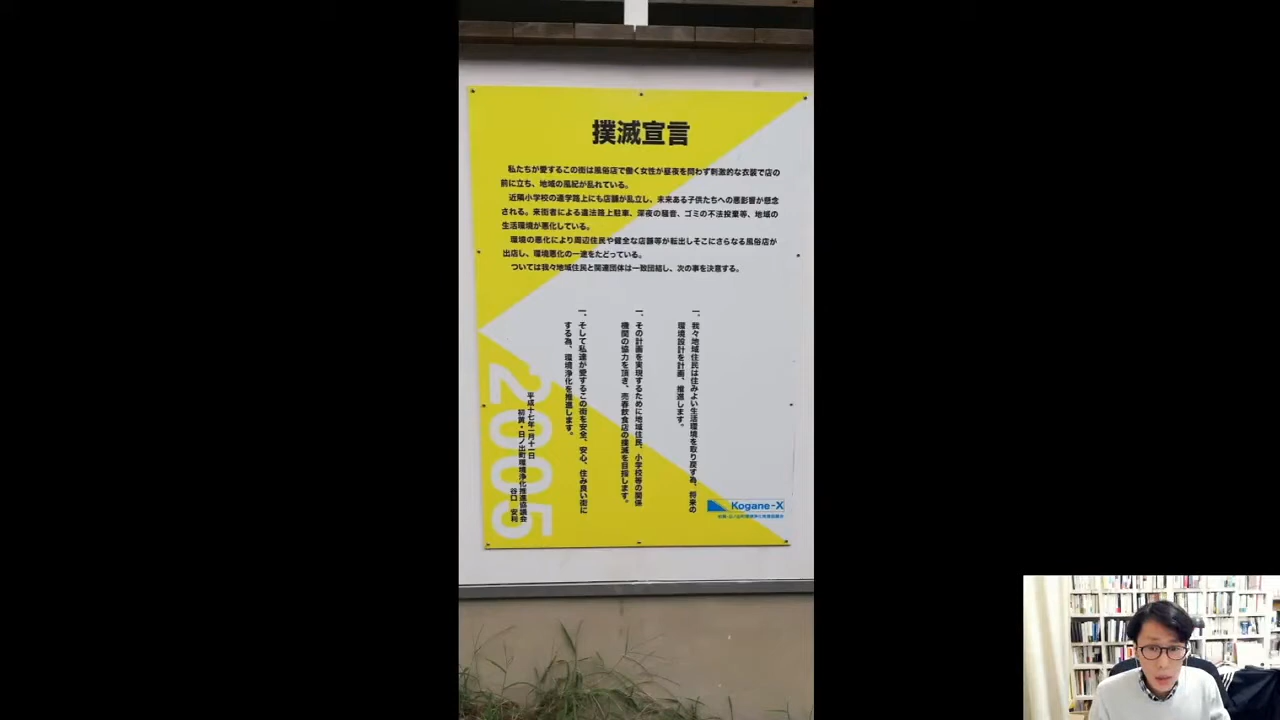 撲滅宣言
私たちが愛するこの街は風俗店で働く女性が昼夜を問わず刺激的な衣装で店の
前に立ち、地域の風紀が乱れている。
近隣小学校の通学路上にも店舗が乱立し、未来ある子供たちへの悪影響が懸念
される。来街者による違法路上駐車、深夜の騒音、ゴミの不法投棄等、地域の
生活環境が悪化している。
環境の悪化により周辺住民や健全な店舗等が転出しそこにさらなる風俗店が
出店し、環境悪化の一途をたどっている。
ついては我々地域住民と関連団体は一致団結し、次の事を決意する。
一、我々地域住民は住みよい生活環境を取り戻す為、将来の
環境設計を計画、推進します。
一、その計画を実現するために地域住民、小学校等の関係
機関の協力を頂き、売春飲食店の撲滅を目指します。
一、そして私達が愛するこの街を安全、安心、住み良い街に
する為、環境浄化を推進します。
平成十七年一月十一日
初黄・日ノ出町環境浄化推進協議会
谷口 安利
2005
Kogane-X
初黄・日ノ出町環境浄化推進協議会